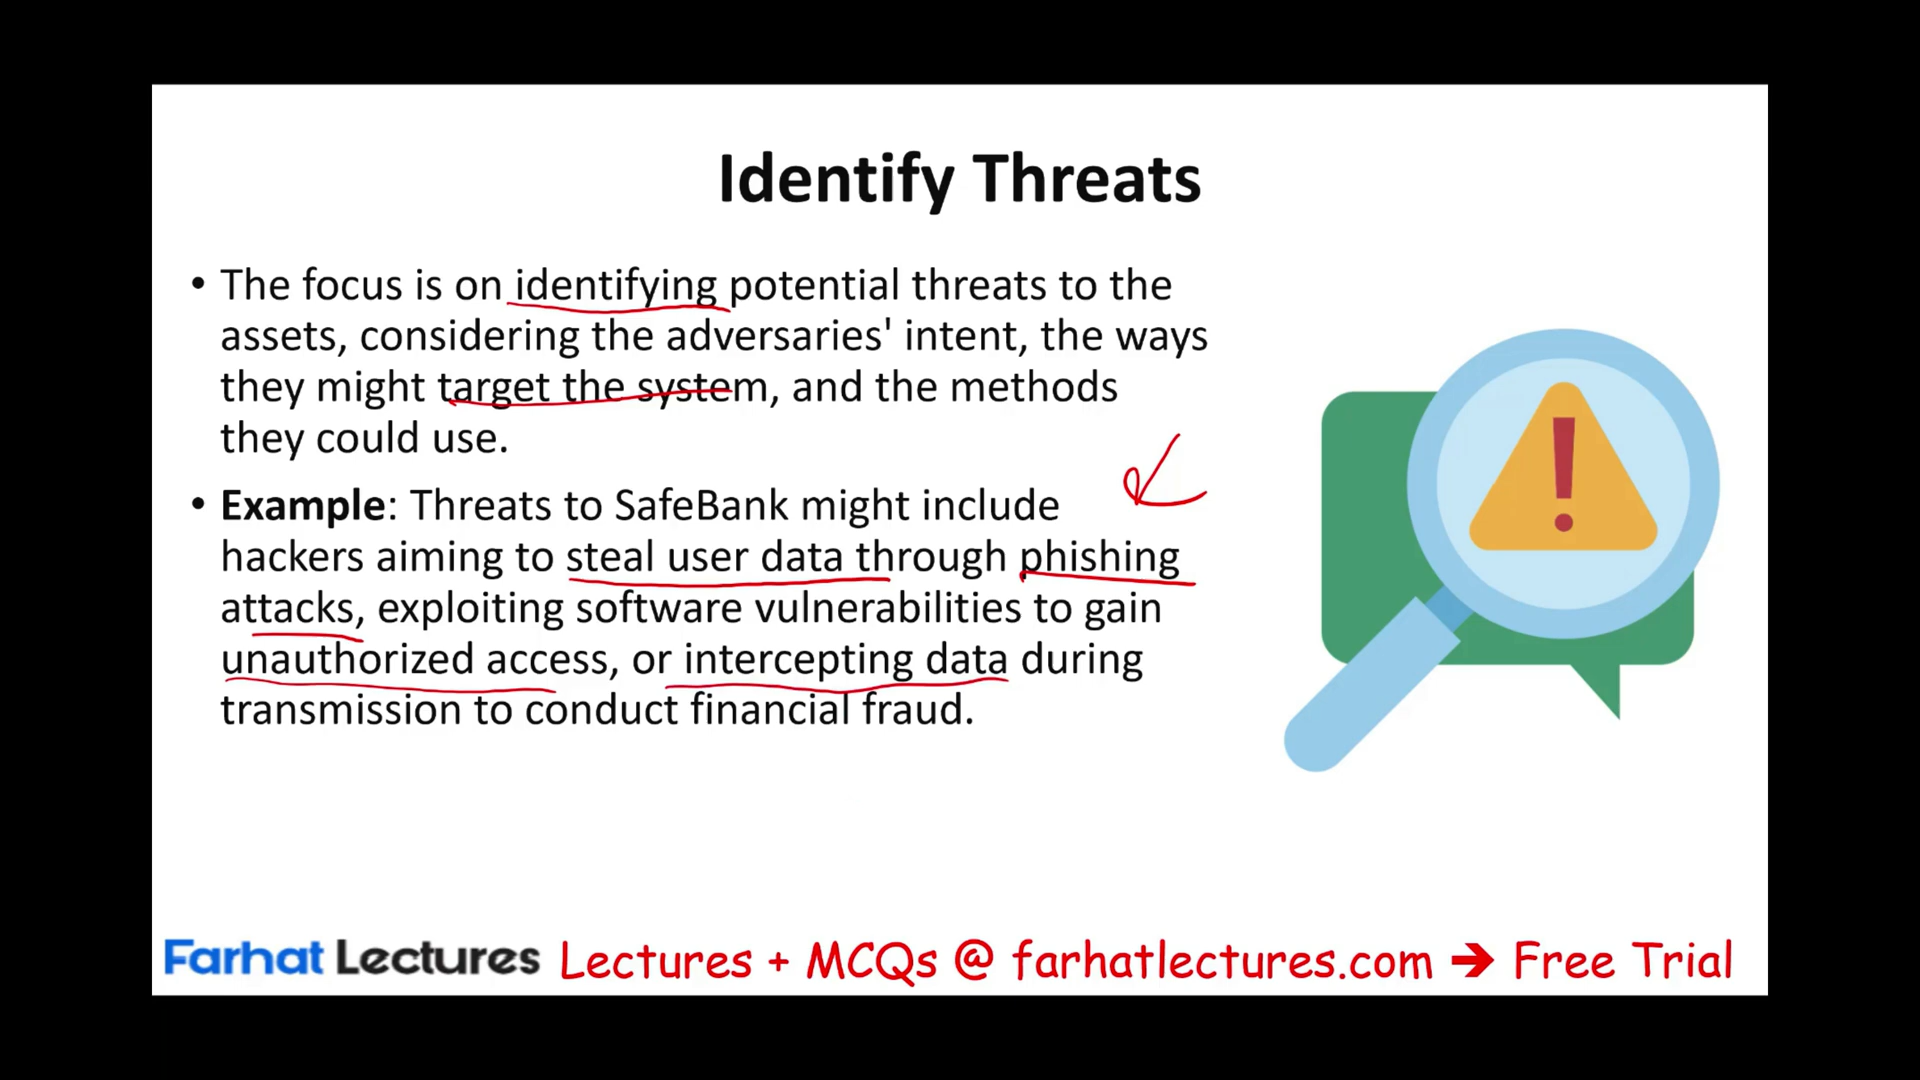 Identify Threats
• The focus is on identifying potential threats to the
assets, considering the adversaries' intent, the ways
they might target the system, and the methods
they could use.
• Example: Threats to SafeBank might include
hackers aiming to steal user data through phishing
attacks, exploiting software vulnerabilities to gain
unauthorized access, or intercepting data during
transmission to conduct financial fraud.
!
Farhat Lectures Lectures + MCQs @ farhatlectures.com → Free Trial